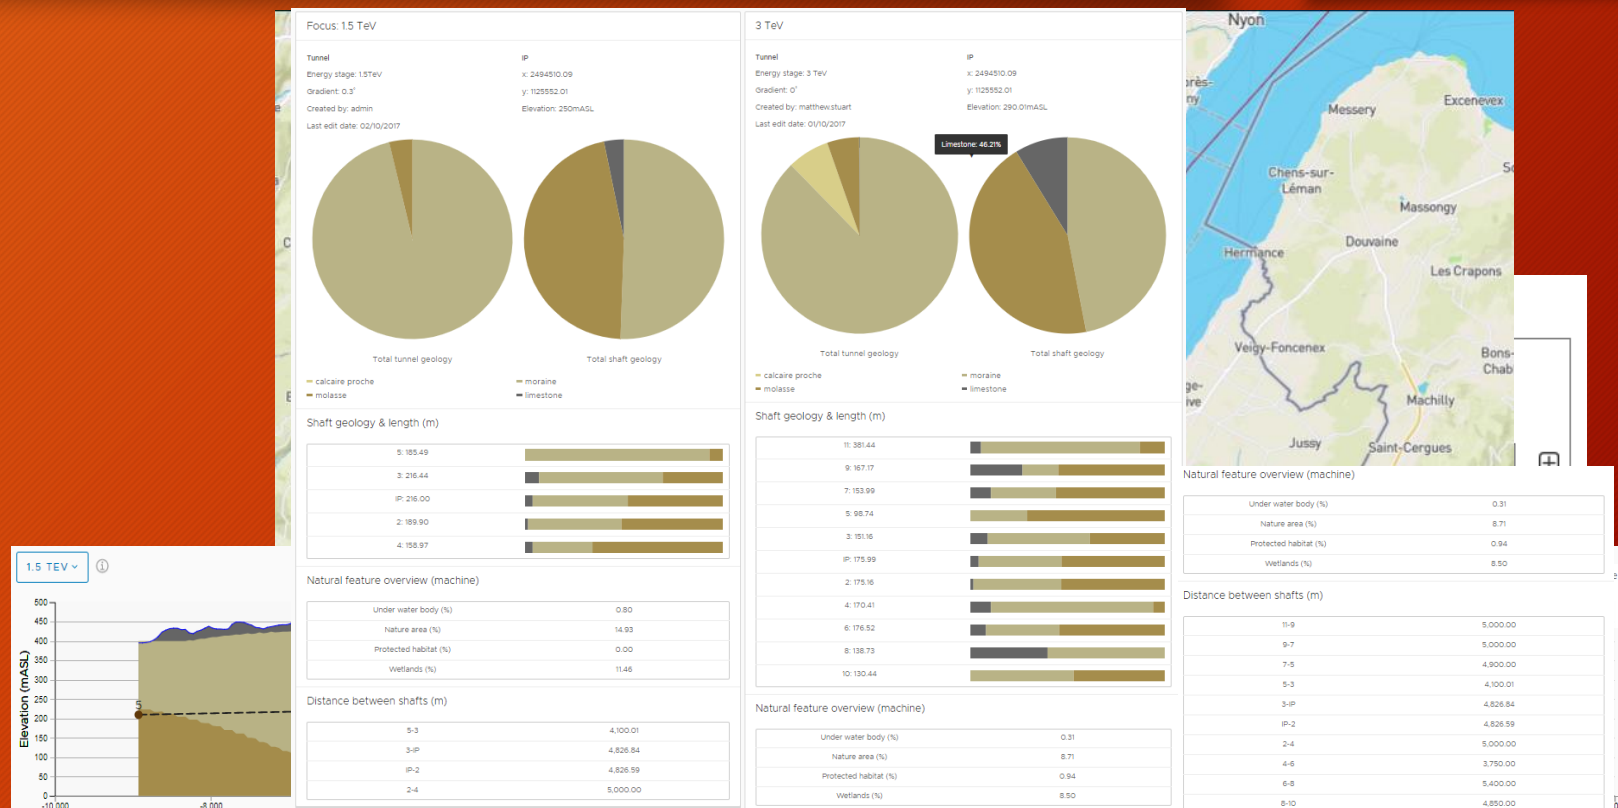 Focus: 1.5 TeV
Tunnel
IP
Energy stage: 1.5TeV
x: 2494510.09
Gradient: 0.3°
y: 1125552.01
Created by: admin
Elevation: 250mASL
Last edit date: 02/10/2017
Total tunnel geology
Total shaft geology
calcaire proche
moraine
molasse
limestone
Shaft geology & length (m)
5: 185.49
3: 216.44
IP: 216.00
2: 189.90
4: 158.97
Natural feature overview (machine)
Under water body (%) 0.80
Nature area (%) 14.93
Protected habitat (%) 0.00
Wetlands (%) 11.46
Distance between shafts (m)
5-3 4,100.01
3-IP 4,826.84
IP-2 4,826.59
2-4 5,000.00
3 TeV
Tunnel
IP
Energy stage: 3 TeV
x: 2494510.09
Gradient: 0°
y: 1125552.01
Created by: matthew.stuart
Elevation: 290.01mASL
Last edit date: 01/10/2017
Limestone: 46.21%
Total tunnel geology
Total shaft geology
calcaire proche
moraine
molasse
limestone
Shaft geology & length (m)
11: 381.44
9: 167.17
7: 153.99
5: 98.74
3: 151.16
IP: 175.99
2: 175.16
4: 170.41
6: 176.52
8: 138.73
10: 130.44
Natural feature overview (machine)
Under water body (%) 0.31
Nature area (%) 8.71
Protected habitat (%) 0.94
Wetlands (%) 8.50
Nyon
Messery
Excenevex
Chens-sur-
Léman
Massongy
Douvaine
Hermance
Les Crapons
Veigy-Foncenex
Bons-
Chab
Machilly
Jussy
Saint-Cergues
Natural feature overview (machine)
Under water body (%) 0.31
Nature area (%) 8.71
Protected habitat (%) 0.94
Wetlands (%) 8.50
Distance between shafts (m)
11-9 5,000.00
9-7 5,000.00
7-5 4,900.00
5-3 4,100.01
3-IP 4,826.84
IP-2 4,826.59
2-4 5,000.00
4-6 3,750.00
6-8 5,400.00
8-10 4,850.00
1.5 TEV
Elevation (mASL)
500
450
400
350
300
250
200
150
100
50
0
5
-10,000
-8,000